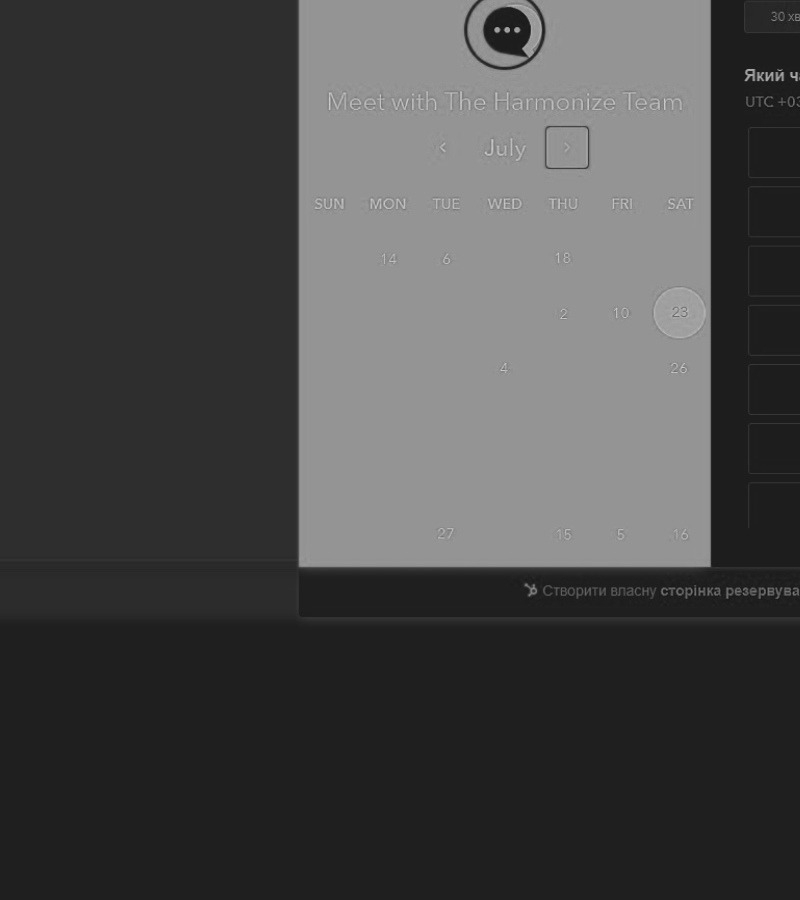 30 хв
Meet with The Harmonize Team
Який ч
UTC +03
July
SUN MON TUE WED THU FRI SAT
14 6 18
2 10 23
4 26
27 15 5 16
Створити власну сторінка резервува